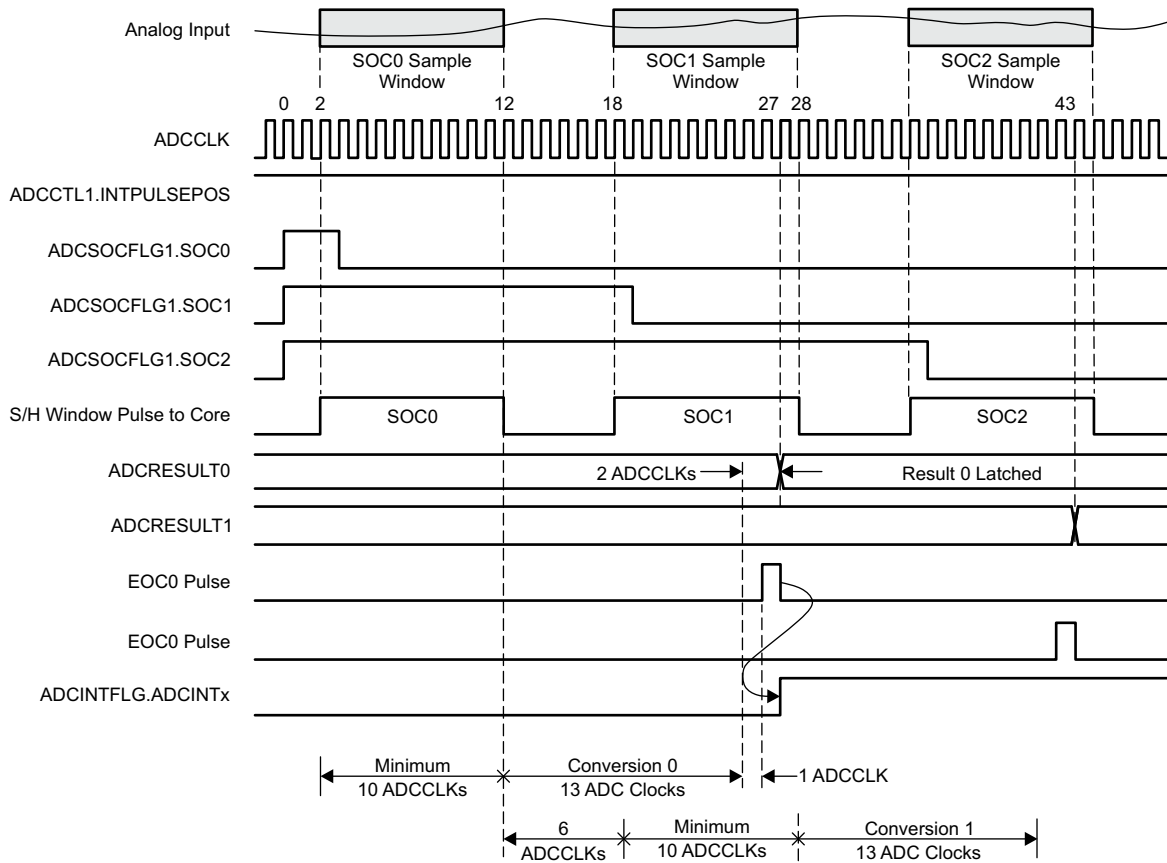 Analog Input
SOC0 Sample
Window
SOC1 Sample
Window
SOC2 Sample
Window
0 2 12 18 27 28 43
ADCCLK
ADCCTL1.INTPULSEPOS
ADCSOCFLG1.SOC0
ADCSOCFLG1.SOC1
ADCSOCFLG1.SOC2
S/H Window Pulse to Core
SOC0 SOC1 SOC2
ADCRESULT0
2 ADCCLKs
Result 0 Latched
ADCRESULT1
EOC0 Pulse
EOC0 Pulse
ADCINTFLG.ADCINTx
Minimum
10 ADCCLKs
Conversion 0
13 ADC Clocks
1 ADCCLK
6
ADCCLKs
Minimum
10 ADCCLKs
Conversion 1
13 ADC Clocks